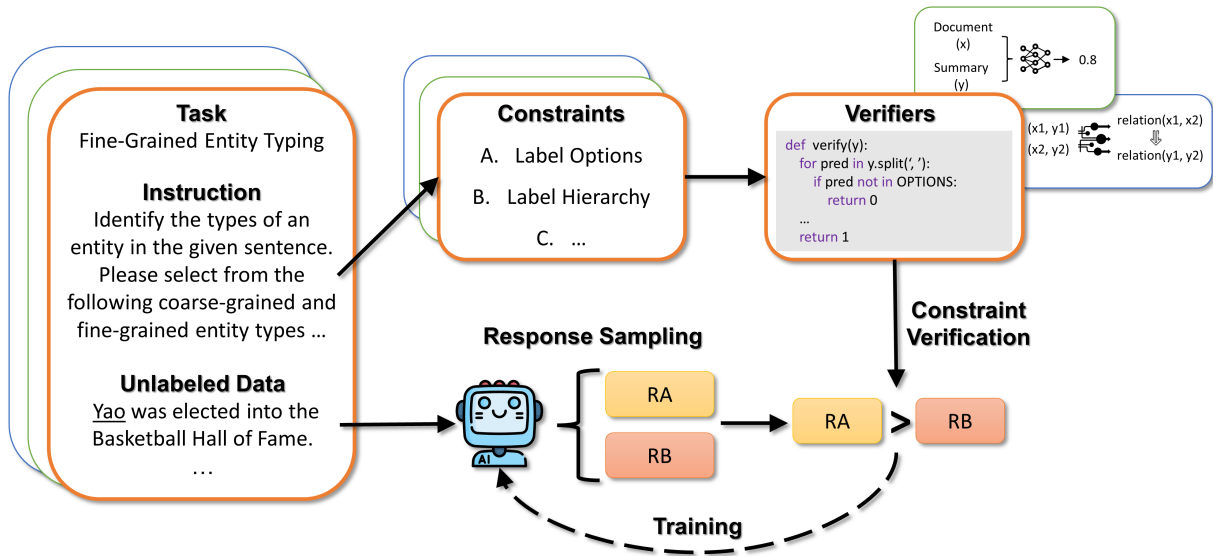 Task
Fine-Grained Entity Typing
Instruction
Identify the types of an
entity in the given sentence.
Please select from the
following coarse-grained and
fine-grained entity types ...
Unlabeled Data
Yao was elected into the
Basketball Hall of Fame.
...
Constraints
A. Label Options
B. Label Hierarchy
C. ...
Verifiers
def verify(y):
for pred in y.split(‘, ’):
if pred not in OPTIONS:
return 0
...
return 1
Document
(x)
Summary
(y)
0.8
(x1, y1)
(x2, y2)
relation(x1, x2)
relation(y1, y2)
Constraint
Verification
Response Sampling
AI
RA
RB
RA
>
RB
Training